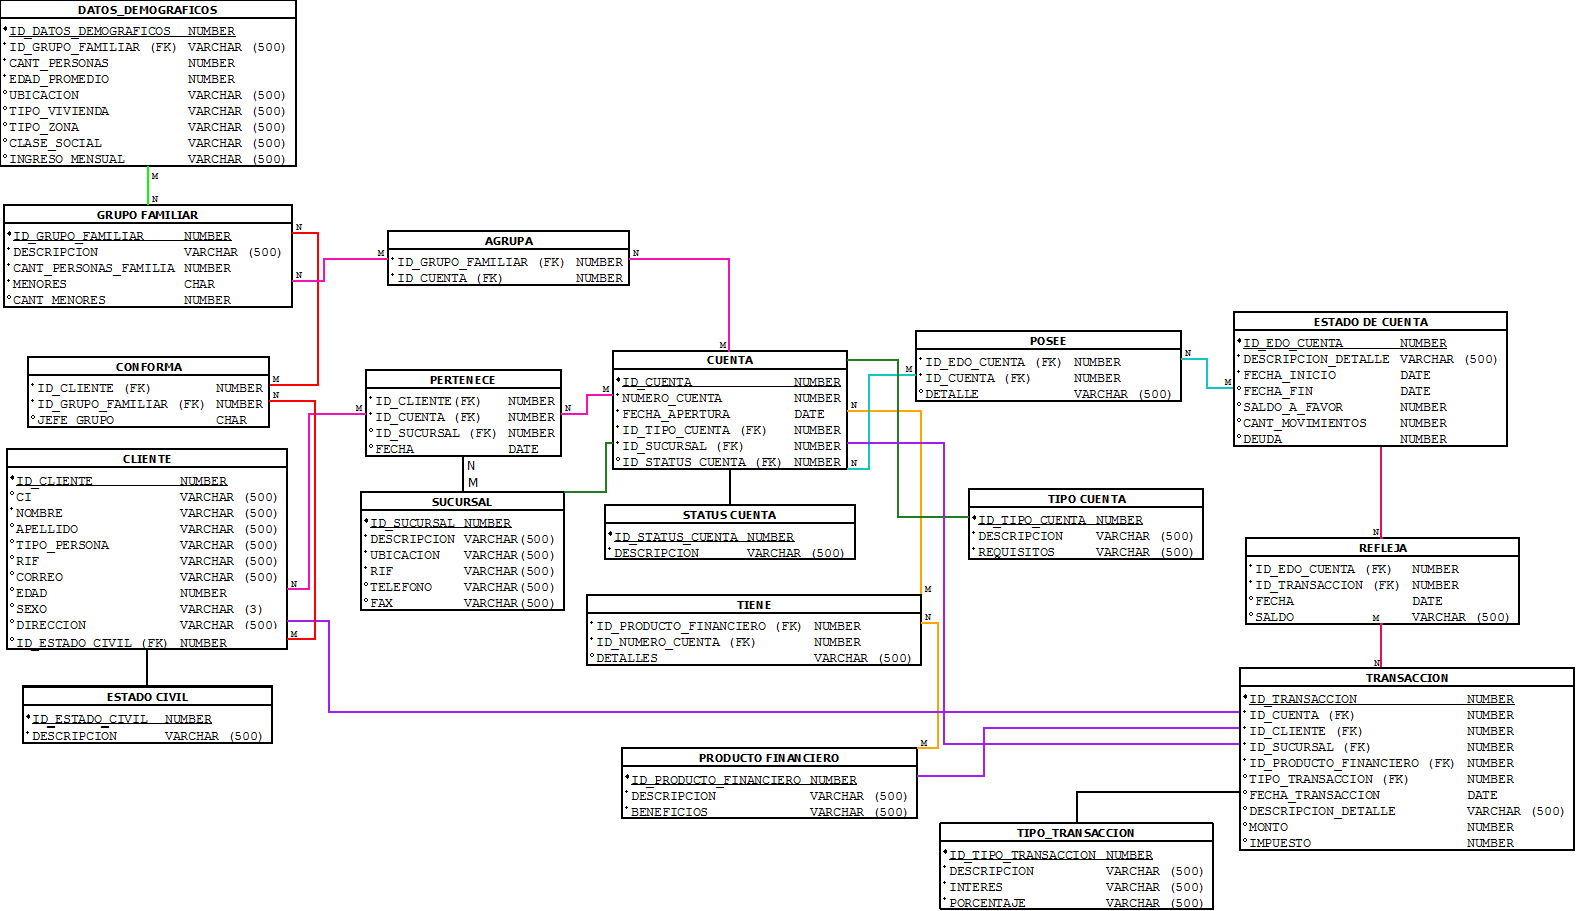 DATOS_DEMOGRAFICOS
ID_DATOS_DEMOGRAFICOS NUMBER
ID_GRUPO_FAMILIAR (FK) VARCHAR (500)
CANT_PERSONAS NUMBER
EDAD_PROMEDIO NUMBER
UBICACION VARCHAR (500)
TIPO_VIVIENDA VARCHAR (500)
TIPO_ZONA VARCHAR (500)
CLASE_SOCIAL VARCHAR (500)
INGRESO_MENSUAL VARCHAR (500)
M
N
GRUPO FAMILIAR
ID_GRUPO_FAMILIAR NUMBER
DESCRIPCION VARCHAR (500)
CANT_PERSONAS_FAMILIA NUMBER
MENORES CHAR
CANT_MENORES NUMBER
N
N
M
AGRUPA
ID_GRUPO_FAMILIAR (FK) NUMBER
ID_CUENTA (FK) NUMBER
N
M
CONFORMA
ID_CLIENTE (FK) NUMBER
ID_GRUPO_FAMILIAR (FK) NUMBER
JEFE_GRUPO CHAR
M
N
PERTENECE
ID_CLIENTE(FK) NUMBER
ID_CUENTA (FK) NUMBER
ID_SUCURSAL (FK) NUMBER
FECHA DATE
M
N
M
N
M
CUENTA
ID_CUENTA NUMBER
NUMERO_CUENTA NUMBER
FECHA_APERTURA DATE
ID_TIPO_CUENTA (FK) NUMBER
ID_SUCURSAL (FK) NUMBER
ID_STATUS_CUENTA (FK) NUMBER
N
N
POSEE
ID_EDO_CUENTA (FK) NUMBER
ID_CUENTA (FK) NUMBER
DETALLE VARCHAR (500)
M
N
M
ESTADO DE CUENTA
ID_EDO_CUENTA NUMBER
DESCRIPCION_DETALLE VARCHAR (500)
FECHA_INICIO DATE
FECHA_FIN DATE
SALDO_A_FAVOR NUMBER
CANT_MOVIMIENTOS NUMBER
DEUDA NUMBER
CLIENTE
ID_CLIENTE NUMBER
CI VARCHAR (500)
NOMBRE VARCHAR (500)
APELLIDO VARCHAR (500)
TIPO_PERSONA VARCHAR (500)
RIF VARCHAR (500)
CORREO VARCHAR (500)
EDAD NUMBER
SEXO VARCHAR (3)
DIRECCION VARCHAR (500)
ID_ESTADO_CIVIL (FK) NUMBER
N
M
SUCURSAL
ID_SUCURSAL NUMBER
DESCRIPCION VARCHAR(500)
UBICACION VARCHAR(500)
RIF VARCHAR(500)
TELEFONO VARCHAR(500)
FAX VARCHAR(500)
STATUS CUENTA
ID_STATUS_CUENTA NUMBER
DESCRIPCION VARCHAR (500)
TIPO CUENTA
ID_TIPO_CUENTA NUMBER
DESCRIPCION VARCHAR (500)
REQUISITOS VARCHAR (500)
N
REFLEJA
ID_EDO_CUENTA (FK) NUMBER
ID_TRANSACCION (FK) NUMBER
FECHA DATE
SALDO VARCHAR (500)
M
N
TIENE
ID_PRODUCTO_FINANCIERO (FK) NUMBER
ID_NUMERO_CUENTA (FK) NUMBER
DETALLES VARCHAR (500)
M
N
ESTADO CIVIL
ID_ESTADO_CIVIL NUMBER
DESCRIPCION VARCHAR (500)
M
PRODUCTO FINANCIERO
ID_PRODUCTO_FINANCIERO NUMBER
DESCRIPCION VARCHAR (500)
BENEFICIOS VARCHAR (500)
TRANSACCION
ID_TRANSACCION NUMBER
ID_CUENTA (FK) NUMBER
ID_CLIENTE (FK) NUMBER
ID_SUCURSAL (FK) NUMBER
ID_PRODUCTO_FINANCIERO (FK) NUMBER
TIPO_TRANSACCION (FK) NUMBER
FECHA_TRANSACCION DATE
DESCRIPCION_DETALLE VARCHAR (500)
MONTO NUMBER
IMPUESTO NUMBER
TIPO_TRANSACCION
ID_TIPO_TRANSACCION NUMBER
DESCRIPCION VARCHAR (500)
INTERES VARCHAR (500)
PORCENTAJE VARCHAR (500)